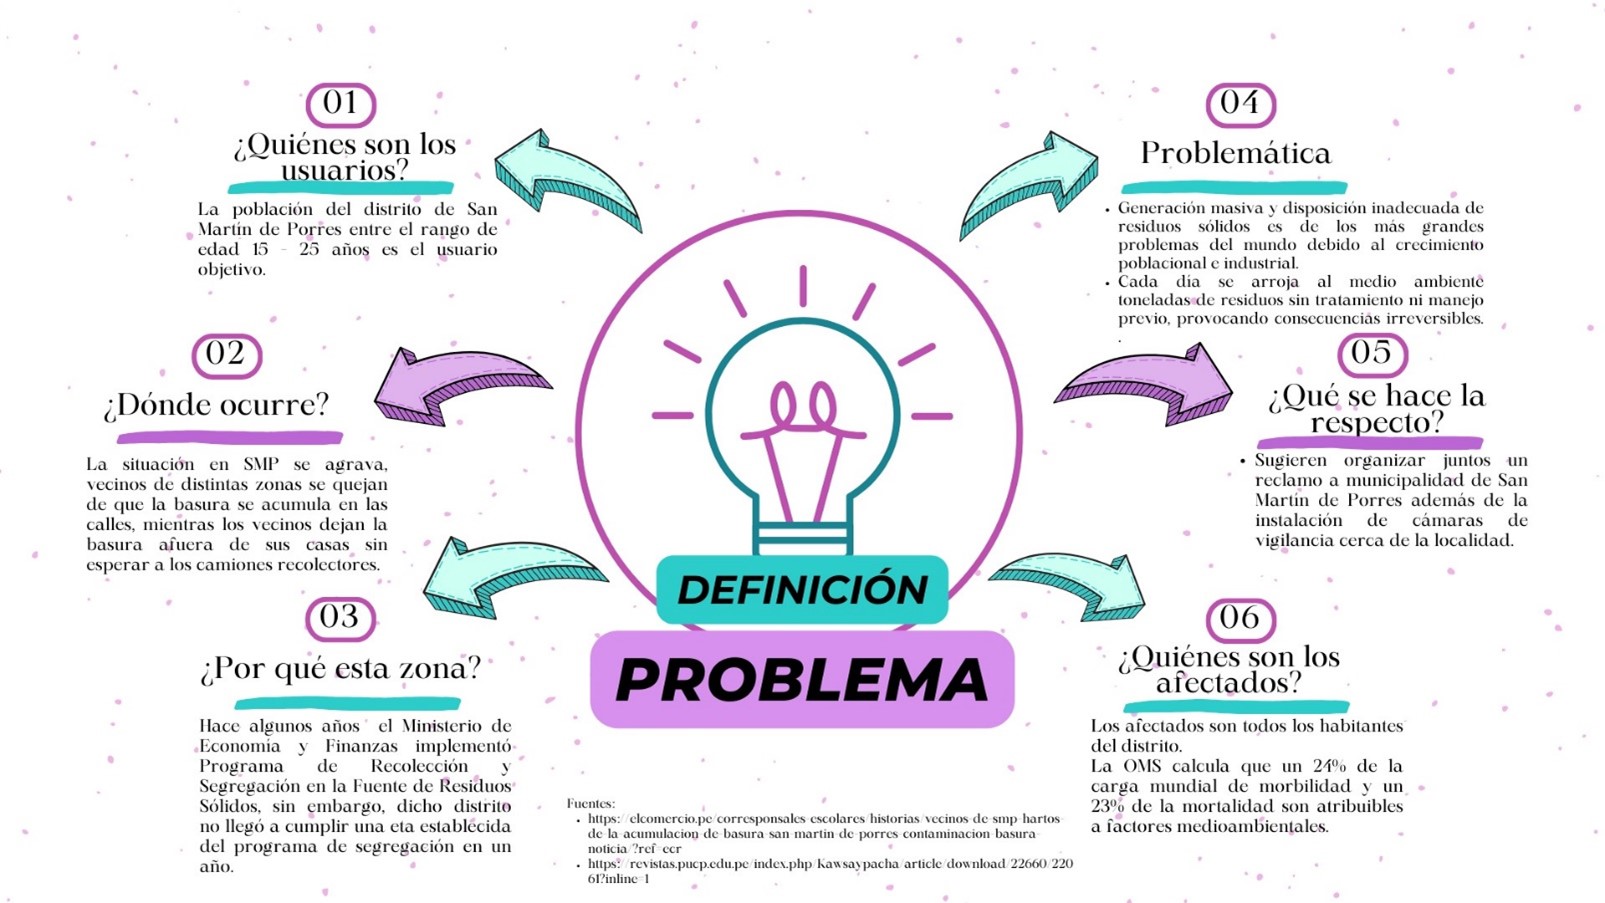 01
¿Quiénes son los
usuarios?
La población del distrito de San
Martín de Porres entre el rango de
edad 15 - 25 años es el usuario
objetivo.
02
¿Dónde ocurre?
La situación en SMP se agrava,
vecinos de distintas zonas se quejan
de que la basura se acumula en las
calles, mientras los vecinos dejan la
basura afuera de sus casas sin
esperar a los camiones recolectores.
03
¿Por qué esta zona?
Hace algunos años el Ministerio de
Economía y Finanzas implementó
Programa de Recolección y
Segregación en la Fuente de Residuos
Sólidos, sin embargo, dicho distrito
no llegó a cumplir una eta establecida
del programa de segregación en un
año.
DEFINICIÓN
PROBLEMA
Fuentes:
• https://elcomercio.pe/corresponsales-escolares/historias/vecinos-de-smp-hartos-
de-la-acumulacion-de-basura-san-martin-de-porres-contaminacion-basura-
noticia/?ref=ecr
• https://revistas.pucp.edu.pe/index.php/Kawsaypacha/article/download/22660/220
61?inline=1
04
Problemática
• Generación masiva y disposición inadecuada de
residuos sólidos es de los más grandes
problemas del mundo debido al crecimiento
poblacional e industrial.
• Cada día se arroja al medio ambiente
toneladas de residuos sin tratamiento ni manejo
previo, provocando consecuencias irreversibles.
.
05
¿Qué se hace la
respecto?
• Sugieren organizar juntos un
reclamo a municipalidad de San
Martín de Porres además de la
instalación de cámaras de
vigilancia cerca de la localidad.
06
¿Quiénes son los
afectados?
Los afectados son todos los habitantes
del distrito.
La OMS calcula que un 24% de la
carga mundial de morbilidad y un
23% de la mortalidad son atribuibles
a factores medioambientales.